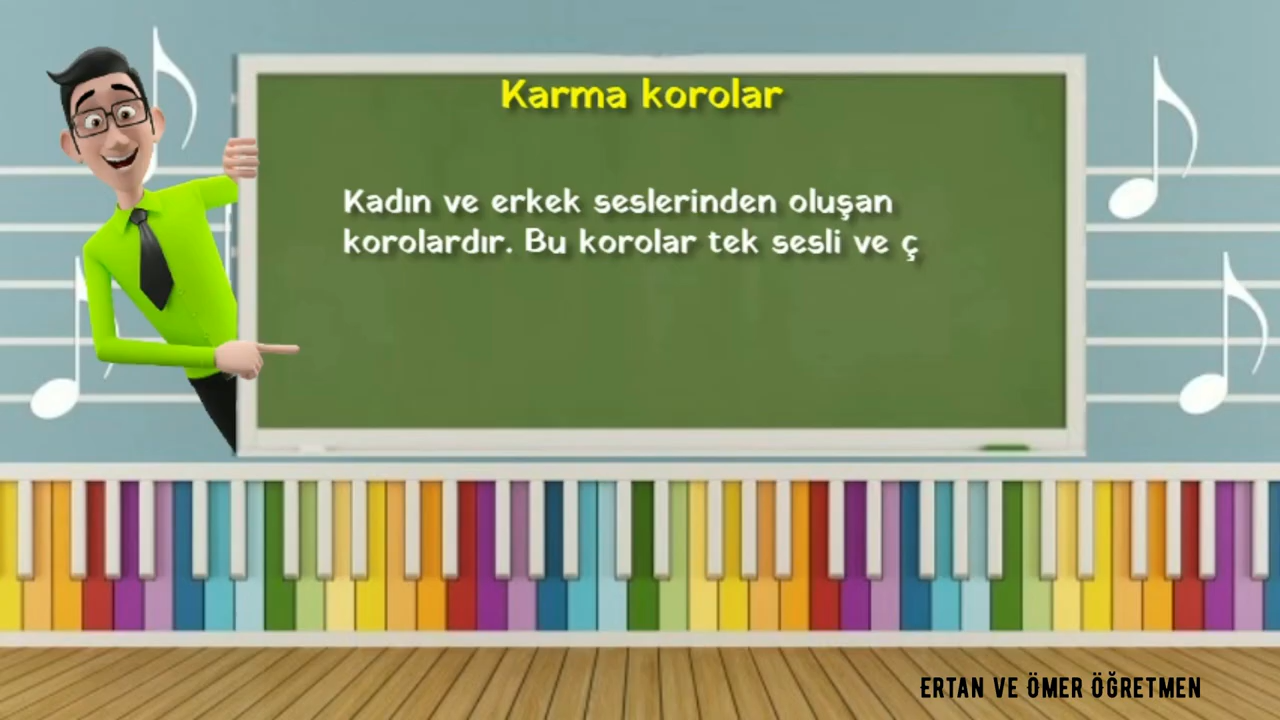 Karma korolar
Kadın ve erkek seslerinden oluşan
korolardır. Bu korolar tek sesli ve ç
ERTAN VE ÖMER ÖĞRETMEN